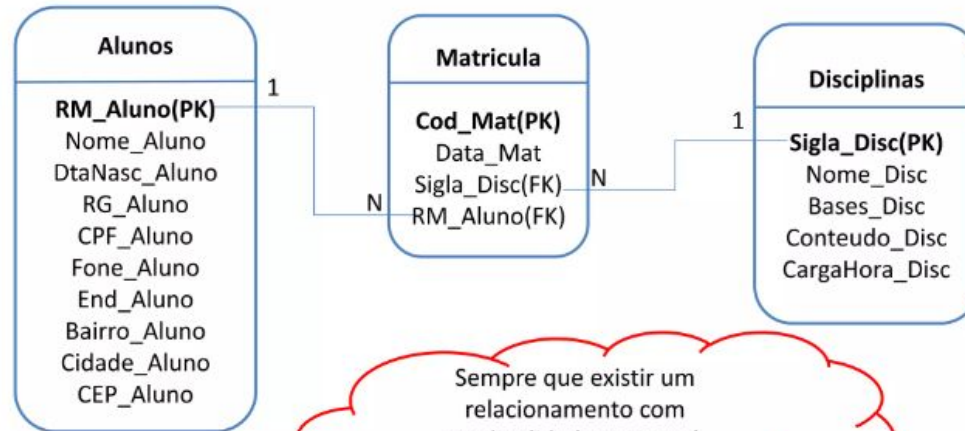 Alunos
RM_Aluno(PK)
Nome_Aluno
DtaNasc_Aluno
RG_Aluno
CPF_Aluno
Fone_Aluno
End_Aluno
Bairro_Aluno
Cidade_Aluno
CEP_Aluno
1
N
Matricula
Cod_Mat(PK)
Data_Mat
Sigla_Disc(FK)
RM_Aluno(FK)
N
1
Disciplinas
Sigla_Disc(PK)
Nome_Disc
Bases_Disc
Conteudo_Disc
CargaHora_Disc
Sempre que existir um
relacionamento com